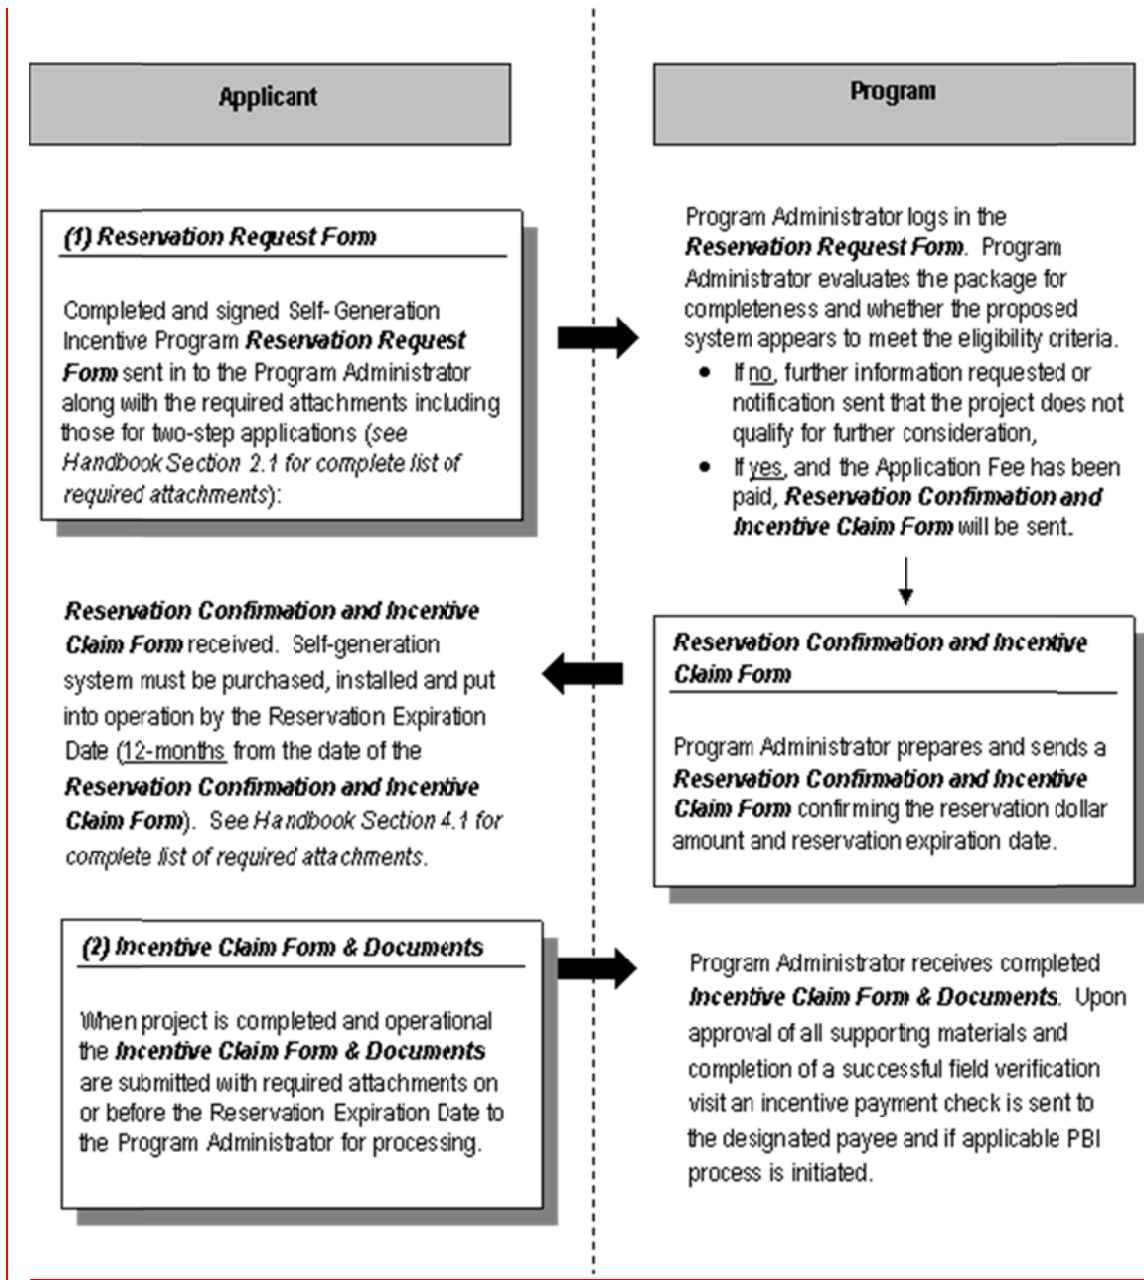 Applicant
Program
(1) Reservation Request Form
Completed and signed Self-Generation
Incentive Program Reservation Request
Form sent in to the Program Administrator
along with the required attachments including
those for two-step applications (see
Handbook Section 2.1 for complete list of
required attachments):
Program Administrator logs in the
Reservation Request Form. Program
Administrator evaluates the package for
completeness and whether the proposed
system appears to meet the eligibility criteria.
• If no, further information requested or
notification sent that the project does not
qualify for further consideration,
• If yes, and the Application Fee has been
paid, Reservation Confirmation and
Incentive Claim Form will be sent.
Reservation Confirmation and Incentive
Claim Form
Program Administrator prepares and sends a
Reservation Confirmation and Incentive
Claim Form confirming the reservation dollar
amount and reservation expiration date.
Reservation Confirmation and Incentive
Claim Form received. Self-generation
system must be purchased, installed and put
into operation by the Reservation Expiration
Date (12-months from the date of the
Reservation Confirmation and Incentive
Claim Form). See Handbook Section 4.1 for
complete list of required attachments.
(2) Incentive Claim Form & Documents
When project is completed and operational
the Incentive Claim Form & Documents
are submitted with required attachments on
or before the Reservation Expiration Date to
the Program Administrator for processing.
Program Administrator receives completed
Incentive Claim Form & Documents. Upon
approval of all supporting materials and
completion of a successful field verification
visit an incentive payment check is sent to
the designated payee and if applicable PBI
process is initiated.